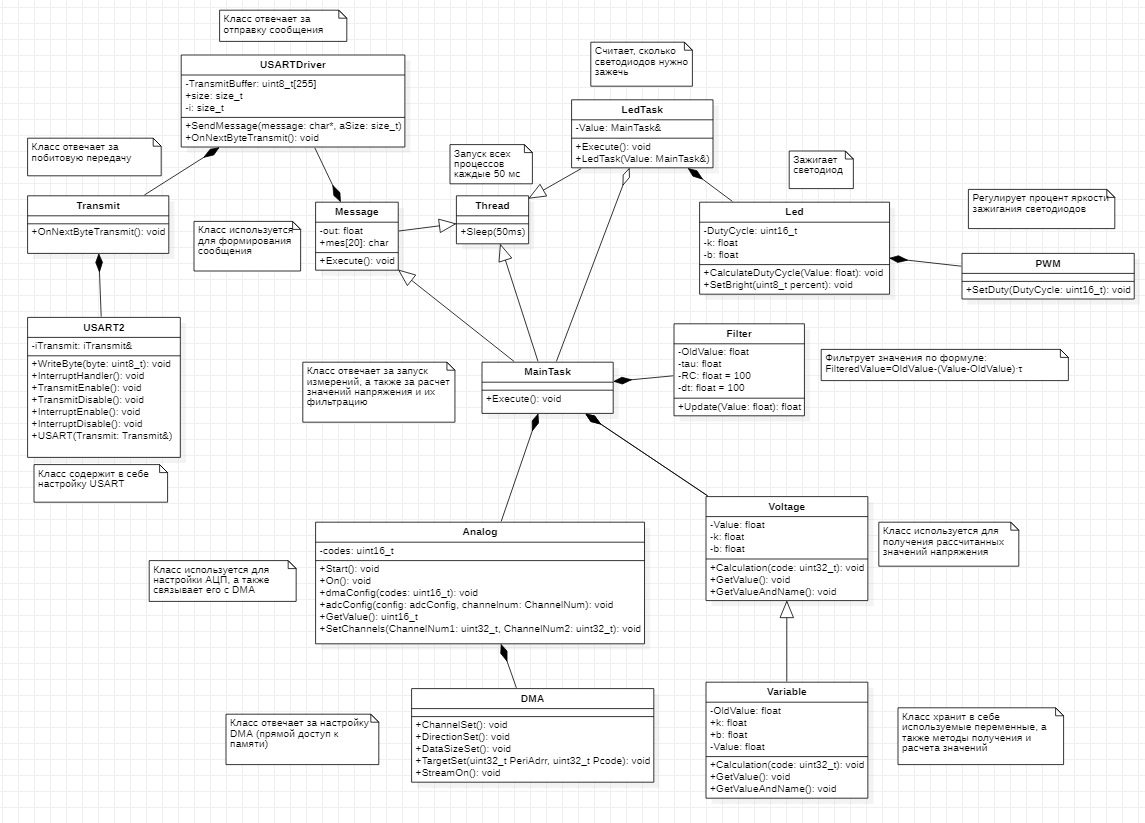 Класс отвечает за
отправку сообщения
USARTDriver
-TransmitBuffer: uint8_t[255]
+size: size_t
-i: size_t
+SendMessage(message: char*, aSize: size_t)
+OnNextByteTransmit(): void
Считает, сколько
светодиодов нужно
зажечь
LedTask
-Value: MainTask&
+Execute(): void
+LedTask(Value: MainTask&)
Класс отвечает за
побитовую передачу
Запуск всех
процессов
каждые 50 мс
Зажигает
светодиод
Регулирует процент яркости
зажигания светодиодов
Transmit
+OnNextByteTransmit(): void
Класс используется
для формирования
сообщения
Message
-out: float
+mes[20]: char
+Execute(): void
Thread
+Sleep(50ms)
Led
-DutyCycle: uint16_t
-k: float
-b: float
+CalculateDutyCycle(Value: float): void
+SetBright(uint8_t percent): void
PWM
+SetDuty(DutyCycle: uint16_t): void
USART2
-iTransmit: iTransmit&
+WriteByte(byte: uint8_t): void
+InterruptHandler(): void
+TransmitEnable(): void
+TransmitDisable(): void
+InterruptEnable(): void
+InterruptDisable(): void
+USART(Transmit: Transmit&)
Класс содержит в себе
настройку USART
Класс отвечает за запуск
измерений, а также за расчет
значений напряжения и их
фильтрацию
MainTask
+Execute(): void
Filter
-OldValue: float
-tau: float
-RC: float = 100
-dt: float = 100
+Update(Value: float): float
Фильтрует значения по формуле:
FilteredValue=OldValue-(Value-OldValue)·τ
Класс используется для
настройки АЦП, а также
связывает его с DMA
Analog
-codes: uint16_t
+Start(): void
+On(): void
+dmaConfig(codes: uint16_t): void
+adcConfig(config: adcConfig, channelnum: ChannelNum): void
+GetValue(): uint16_t
+SetChannels(ChannelNum1: uint32_t, ChannelNum2: uint32_t): void
Voltage
-Value: float
-k: float
-b: float
+Calculation(code: uint32_t): void
+GetValue(): void
+GetValueAndName(): void
Класс используется для
получения рассчитанных
значений напряжения
Класс отвечает за настройку
DMA (прямой доступ к
памяти)
DMA
+ChannelSet(): void
+DirectionSet(): void
+DataSizeSet(): void
+TargetSet(uint32_t PeriAdrr, uint32_t Pcode): void
+StreamOn(): void
Variable
-OldValue: float
+k: float
+b: float
-Value: float
+Calculation(code: uint32_t): void
+GetValue(): void
+GetValueAndName(): void
Класс хранит в себе
используемые переменные, а
также методы получения и
расчета значений